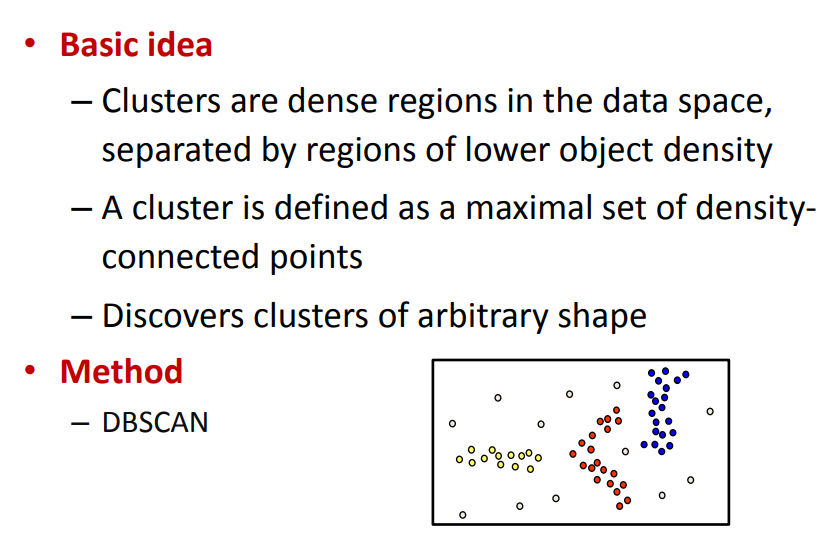 • Basic idea
– Clusters are dense regions in the data space,
separated by regions of lower object density
– A cluster is defined as a maximal set of density-
connected points
– Discovers clusters of arbitrary shape
• Method
– DBSCAN